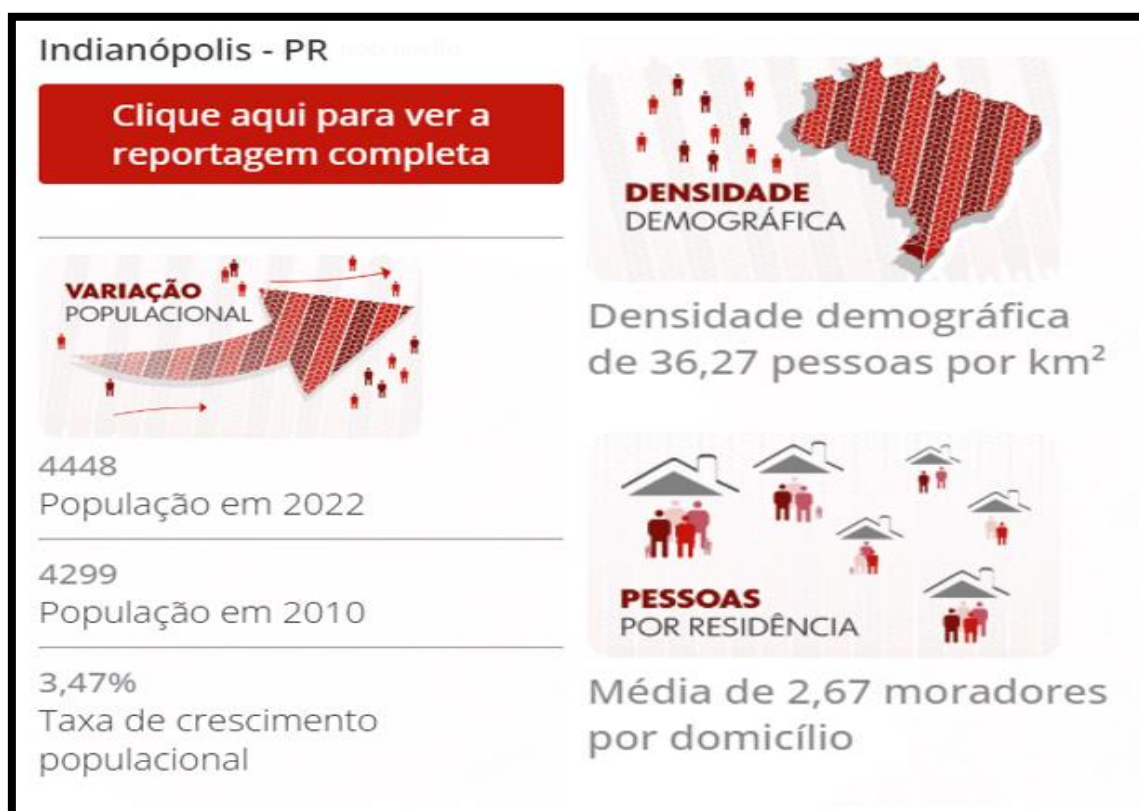 Indianópolis - PR
Clique aqui para ver a
reportagem completa
VARIAÇÃO
POPULACIONAL
4448
População em 2022
4299
População em 2010
3,47%
Taxa de crescimento
populacional
DENSIDADE
DEMOGRÁFICA
Densidade demográfica
de 36,27 pessoas por km²
PESSOAS
POR RESIDÊNCIA
Média de 2,67 moradores
por domicílio